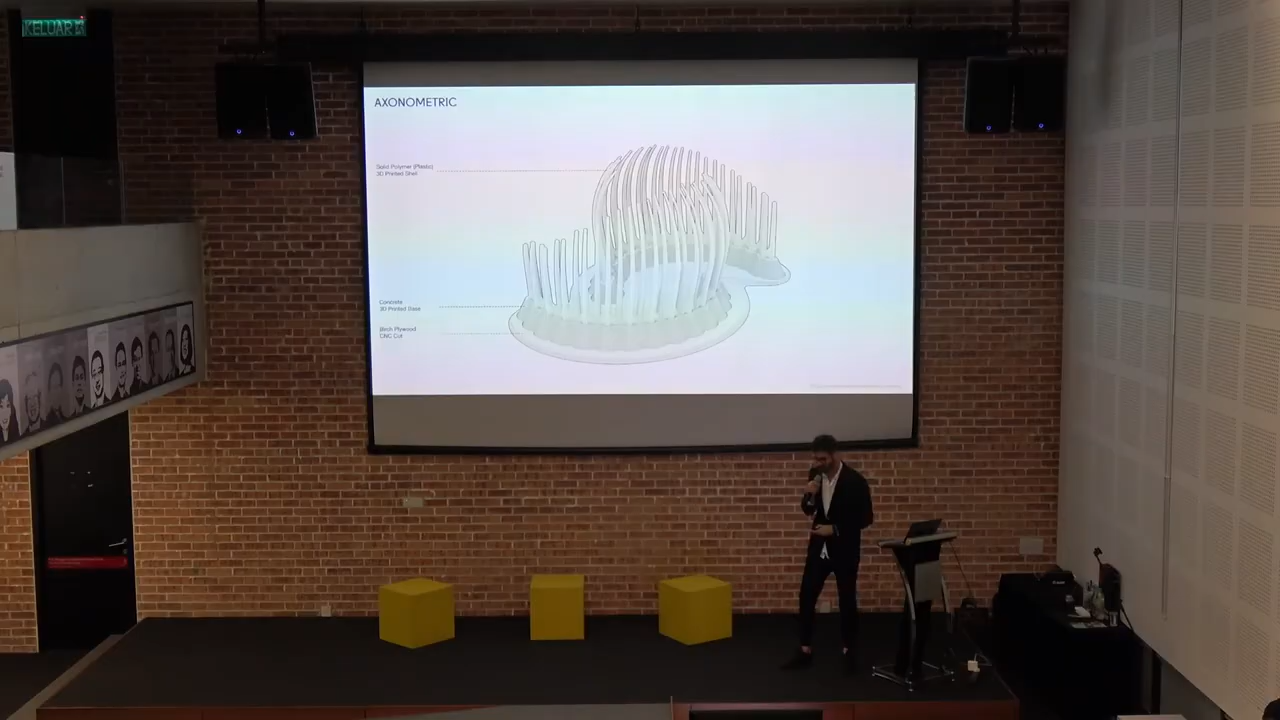 KELUAR
AXONOMETRIC
Solid Polymer (Plastic)
3D Printed Shell
Concrete
3D Printed Base
Birch Plywood
CNC Cut